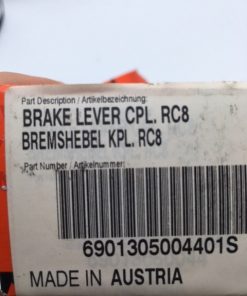 Part Description / Artikelbezeichnung:
BRAKE LEVER CPL. RC8
BREMSHEBEL KPL. RC8
Part Number / Artikelnummer:
6901305004401S
MADE IN AUSTRIA